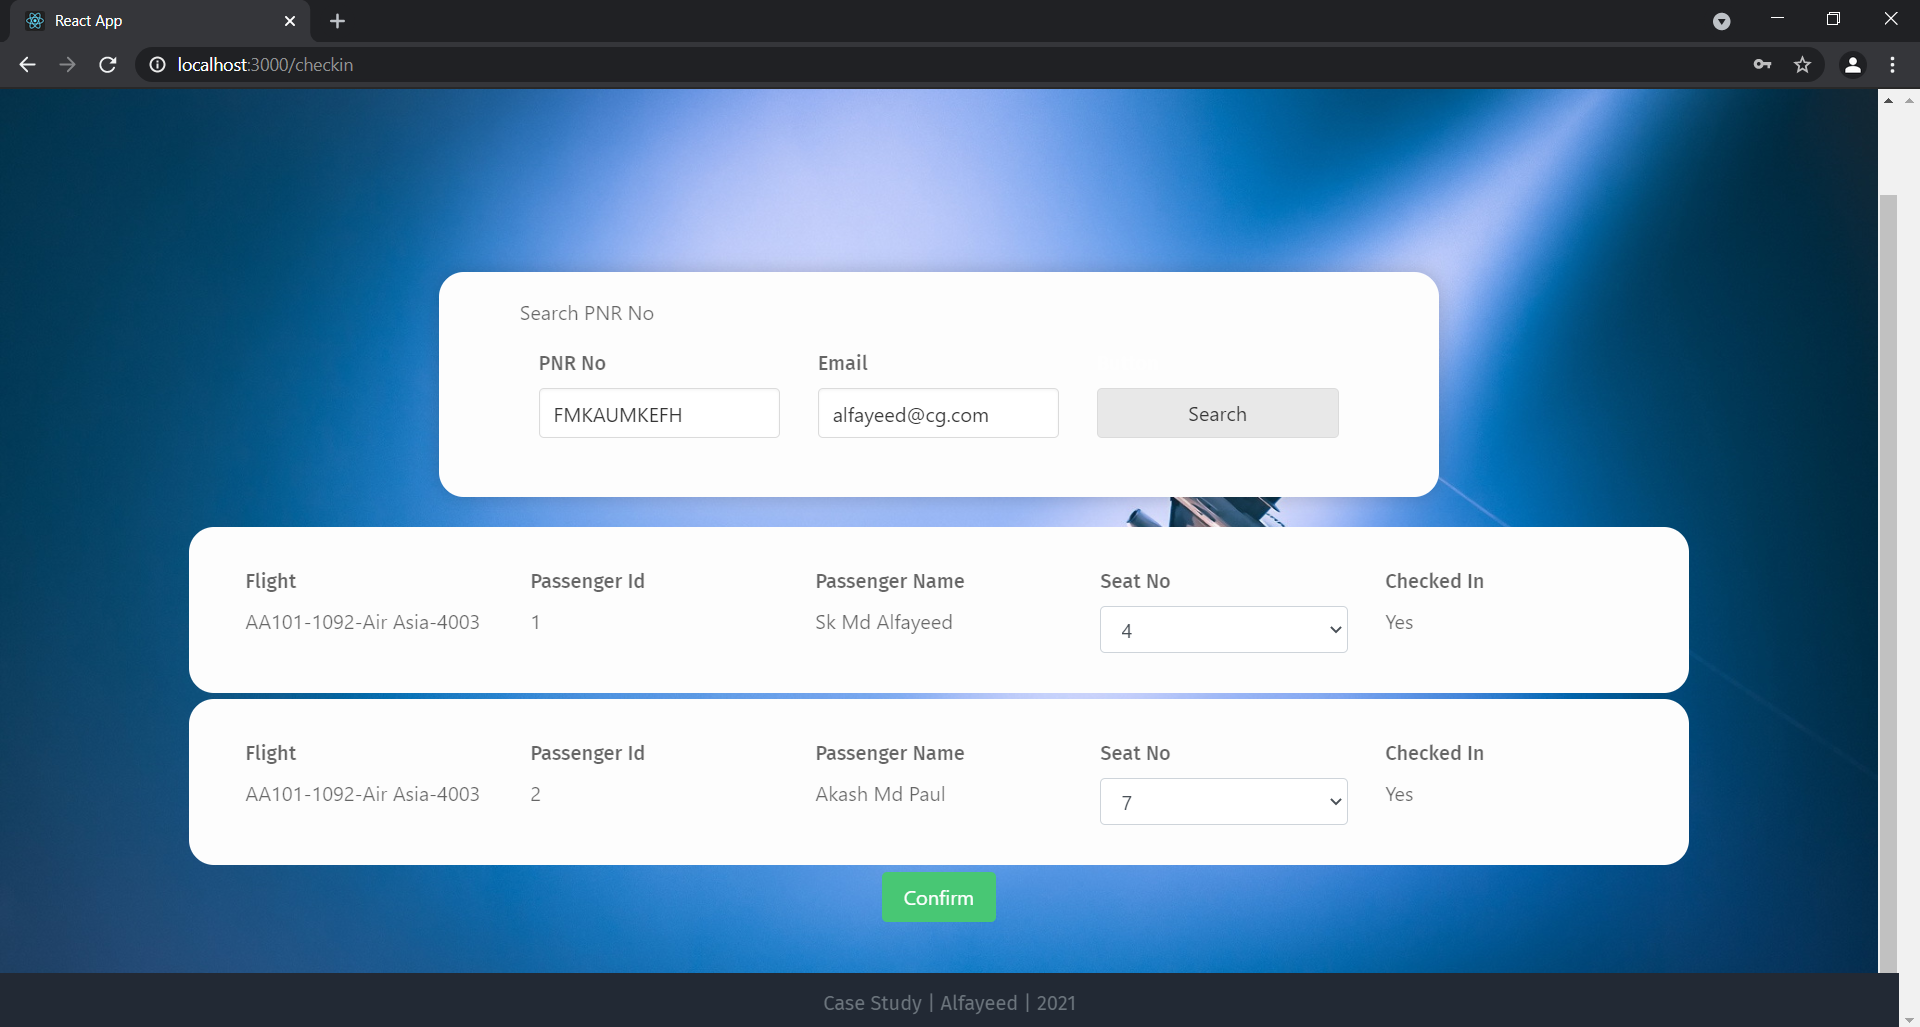 React App
localhost:3000/checkin
Search PNR No
PNR No Email
FMKAUMKEFH alfayeed@cg.com Search
Flight Passenger Id Passenger Name Seat No Checked In
AA101-1092-Air Asia-4003 1 Sk Md Alfayeed 4 Yes
Flight Passenger Id Passenger Name Seat No Checked In
AA101-1092-Air Asia-4003 2 Akash Md Paul 7 Yes
Confirm
Case Study | Alfayeed | 2021